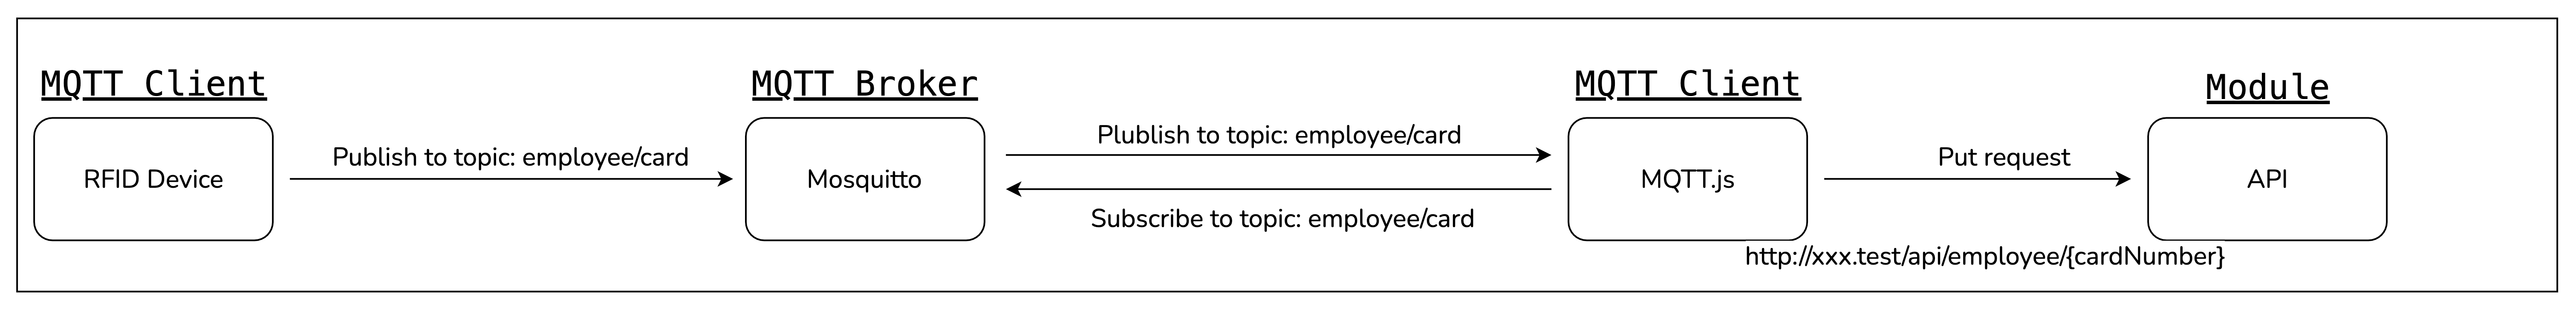 MQTT Client
MQTT Broker
MQTT Client
Module
RFID Device
Publish to topic: employee/card
Mosquitto
Plublish to topic: employee/card
Subscribe to topic: employee/card
MQTT.js
Put request
API
http://xxx.test/api/employee/{cardNumber}